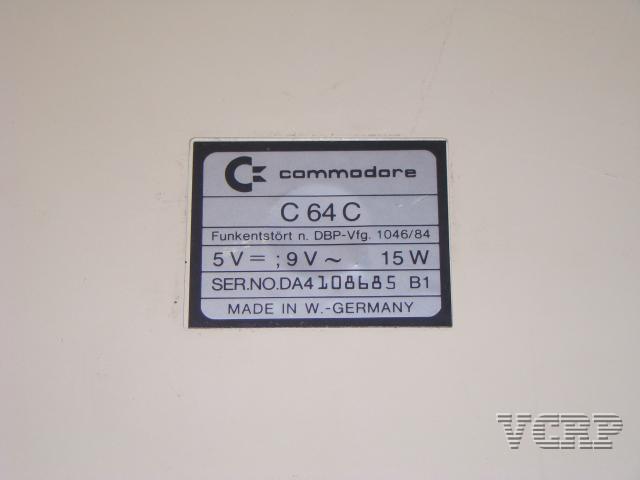 commodore
C 64 C
Funkentstört n. DBP-Vfg. 1046/84
5 V = ; 9 V ~ 15 W
SER.NO.DA4108685 B1
MADE IN W.-GERMANY
VCRP